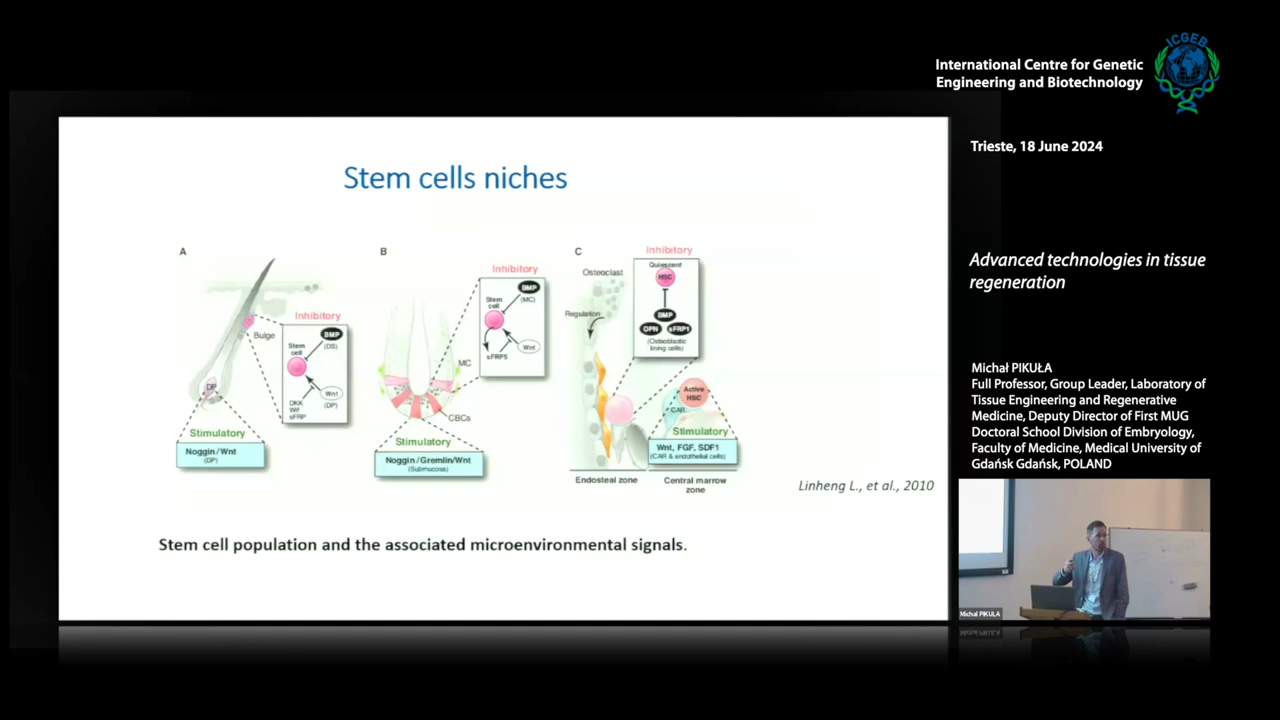 ICGEB
International Centre for Genetic
Engineering and Biotechnology
Trieste, 18 June 2024
Advanced technologies in tissue
regeneration
Michał PIKUŁA
Full Professor, Group Leader, Laboratory of
Tissue Engineering and Regenerative
Medicine, Deputy Director of First MUG
Doctoral School Division of Embryology,
Faculty of Medicine, Medical University of
Gdańsk Gdańsk, POLAND
Michał PIKUŁA
Stem cells niches
A
Bulge
DP
Inhibitory
BMP
(DS)
Stem
cell
Wnt
(DP)
DKK
Wif
sFRP
Stimulatory
Noggin/Wnt
(DP)
B
Inhibitory
BMP
(MC)
Stem
cell
Wnt
sFRP5
MC
CBCs
Stimulatory
Noggin/Gremlin/Wnt
(Submucosa)
C
Inhibitory
Quiescent
HSC
BMP
OPN
sFRP1
(Osteoblastic
lining cells)
Osteoclast
Regulation
Active
HSC
CAR
Stimulatory
Wnt, FGF, SDF1
(CAR & endothelial cells)
Endosteal zone
Central marrow
zone
Linheng L., et al., 2010
Stem cell population and the associated microenvironmental signals.